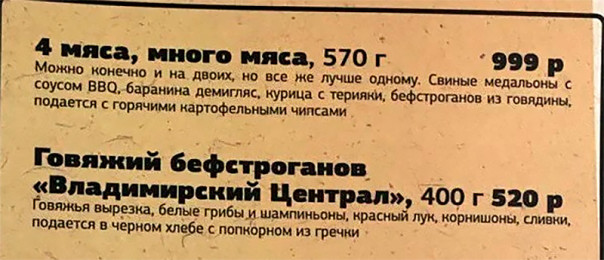 4 мяса, много мяса, 570 г 999 р
Можно конечно и на двоих, но все же лучше одному. Свиные медальоны с
соусом BBQ, баранина демигляс, курица с терияки, бефстроганов из говядины,
подается с горячими картофельными чипсами
Говяжий бефстроганов
«Владимирский Централ», 400 г 520 р
Говяжья вырезка, белые грибы и шампиньоны, красный лук, корнишоны, сливки,
подается в черном хлебе с попкорном из гречки